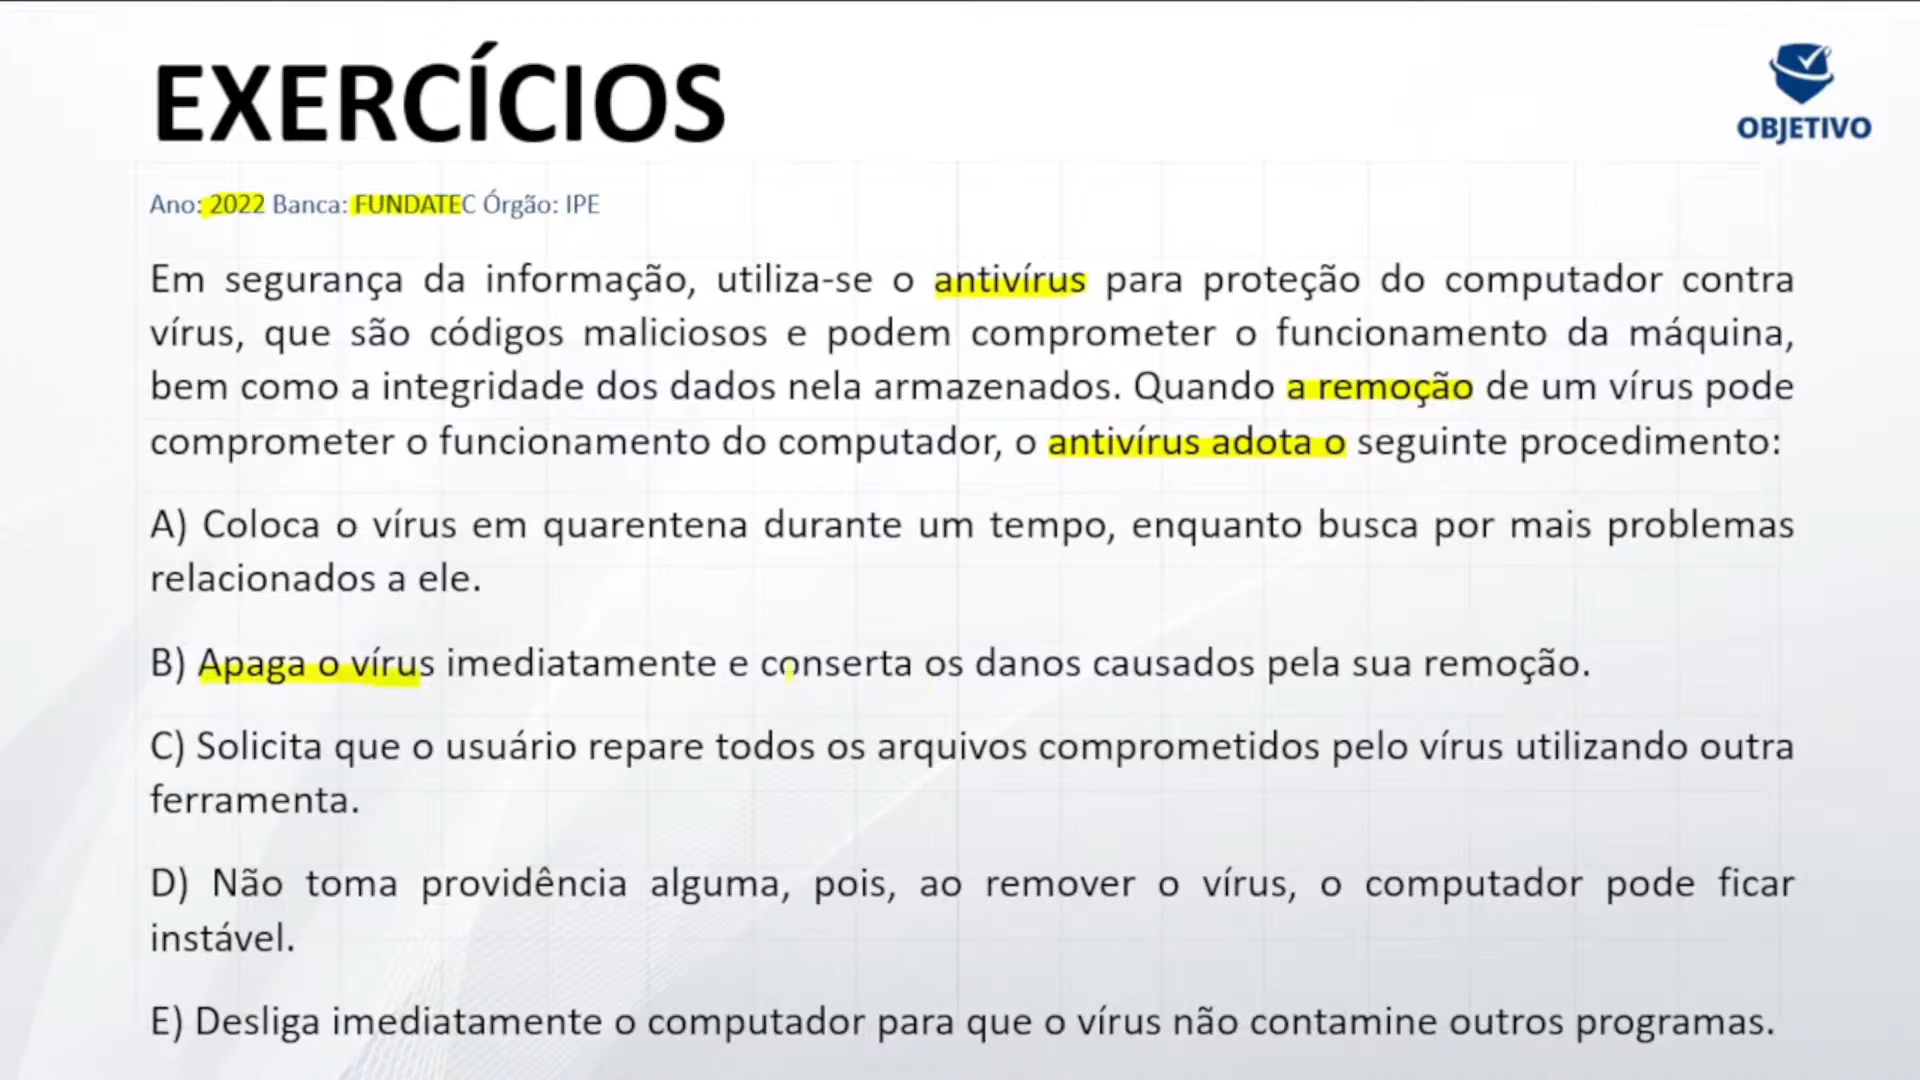 EXERCÍCIOS
OBJETIVO
Ano: 2022 Banca: FUNDATEC Órgão: IPE
Em segurança da informação, utiliza-se o antivírus para proteção do computador contra
vírus, que são códigos maliciosos e podem comprometer o funcionamento da máquina,
bem como a integridade dos dados nela armazenados. Quando a remoção de um vírus pode
comprometer o funcionamento do computador, o antivírus adota o seguinte procedimento:
A) Coloca o vírus em quarentena durante um tempo, enquanto busca por mais problemas
relacionados a ele.
B) Apaga o vírus imediatamente e conserta os danos causados pela sua remoção.
C) Solicita que o usuário repare todos os arquivos comprometidos pelo vírus utilizando outra
ferramenta.
D) Não toma providência alguma, pois, ao remover o vírus, o computador pode ficar
instável.
E) Desliga imediatamente o computador para que o vírus não contamine outros programas.